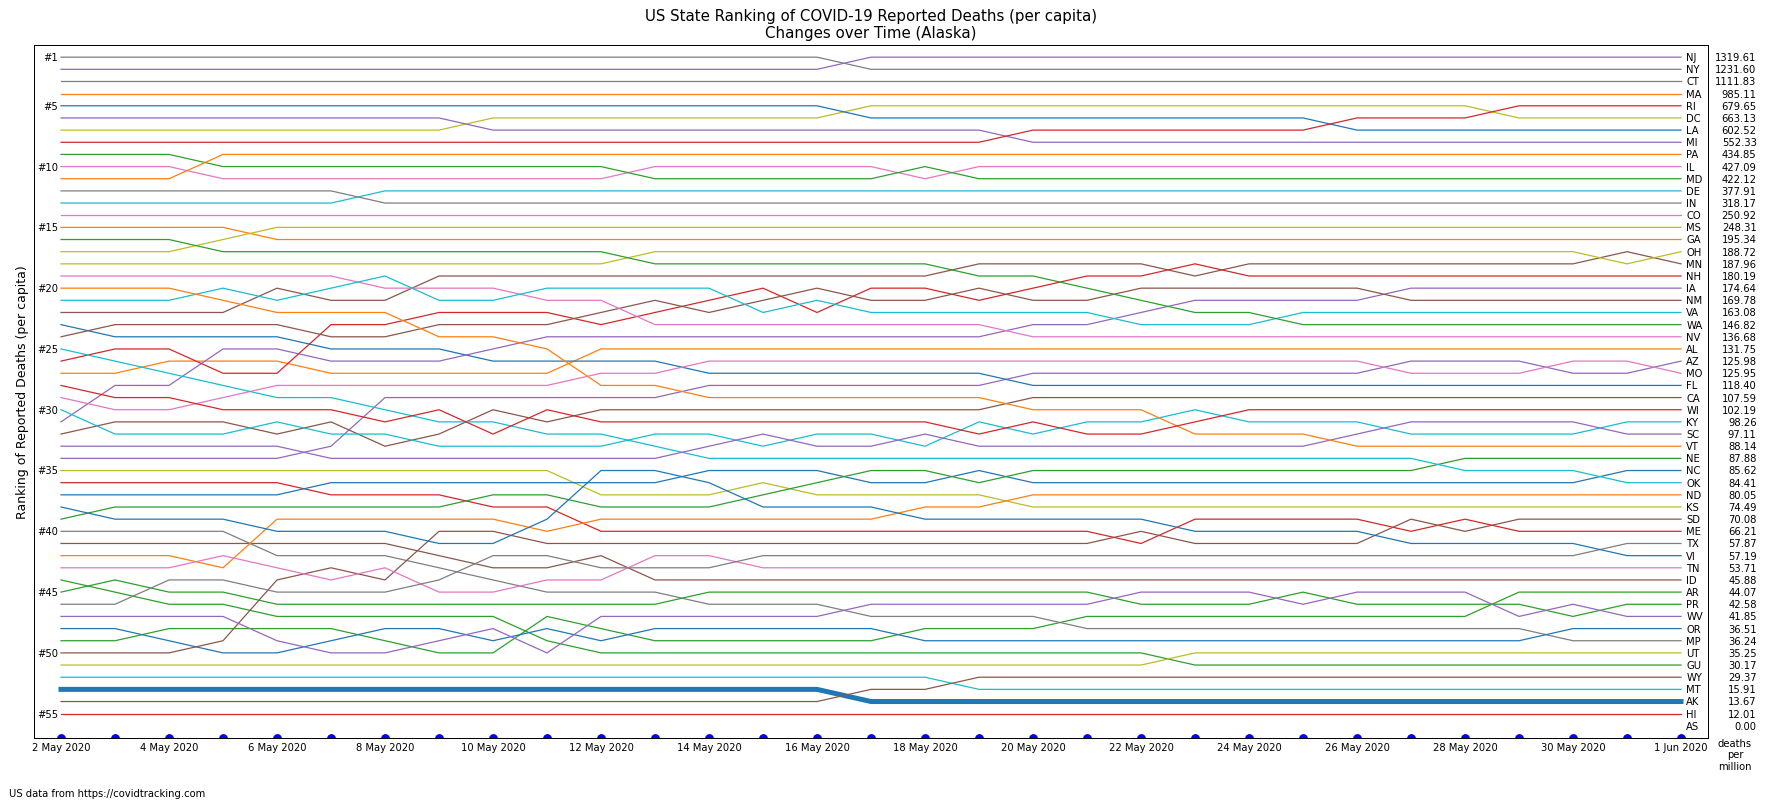 US State Ranking of COVID-19 Reported Deaths (per capita)
Changes over Time (Alaska)
Ranking of Reported Deaths (per capita)
#1
#5
#10
#15
#20
#25
#30
#35
#40
#45
#50
#55
NJ 1319.61
NY 1231.60
CT 1111.83
MA 985.11
RI 679.65
DC 663.13
LA 602.52
MI 552.33
PA 434.85
IL 427.09
MD 422.12
DE 377.91
IN 318.17
CO 250.92
MS 248.31
GA 195.34
OH 188.72
MN 187.96
NH 180.19
IA 174.64
NM 169.78
VA 163.08
WA 146.82
NV 136.68
AL 131.75
AZ 125.98
MO 125.95
FL 118.40
CA 107.59
WI 102.19
KY 98.26
SC 97.11
VT 88.14
NE 87.88
NC 85.62
OK 84.41
ND 80.05
KS 74.49
SD 70.08
ME 66.21
TX 57.87
VI 57.19
TN 53.71
ID 45.88
AR 44.07
PR 42.58
WV 41.85
OR 36.51
MP 36.24
UT 35.25
GU 30.17
WY 29.37
MT 15.91
AK 13.67
HI 12.01
AS 0.00
2 May 2020 4 May 2020 6 May 2020 8 May 2020 10 May 2020 12 May 2020 14 May 2020 16 May 2020 18 May 2020 20 May 2020 22 May 2020 24 May 2020 26 May 2020 28 May 2020 30 May 2020 1 Jun 2020
deaths
per
million
US data from https://covidtracking.com